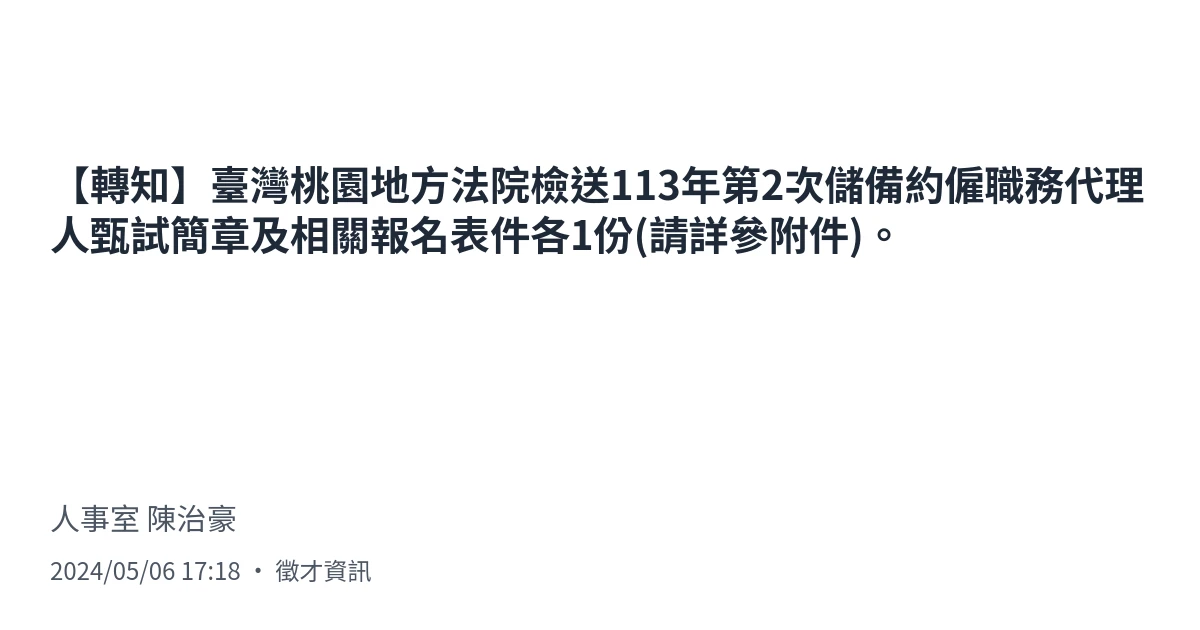 【轉知】臺灣桃園地方法院檢送113年第2次儲備約僱職務代理
人甄試簡章及相關報名表件各1份(請詳參附件)。
人事室 陳治豪
2024/05/06 17:18 • 徵才資訊